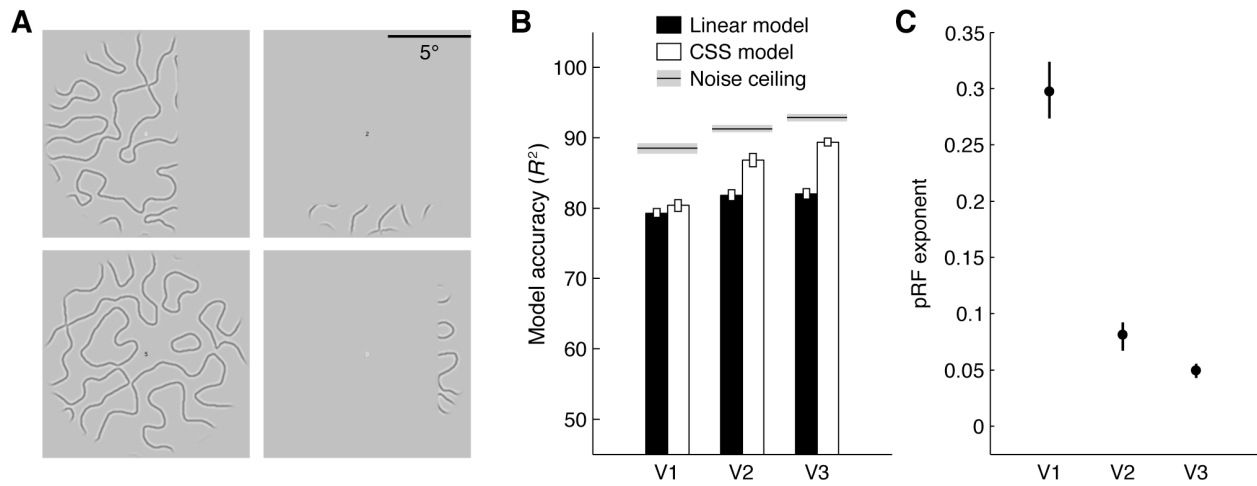 A
5°
2
5
B
Linear model
CSS model
Noise ceiling
Model accuracy (R²)
100
90
80
70
60
50
V1
V2
V3
C
pRF exponent
0.35
0.3
0.25
0.2
0.15
0.1
0.05
0
V1
V2
V3